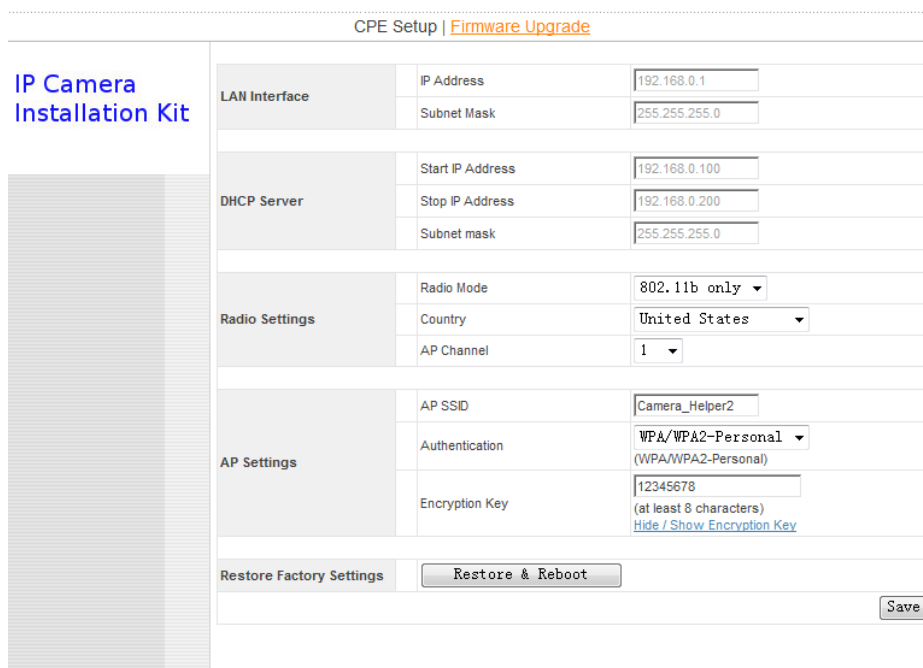 CPE Setup | Firmware Upgrade
IP Camera
Installation Kit
LAN Interface
IP Address
192.168.0.1
Subnet Mask
255.255.255.0
DHCP Server
Start IP Address
192.168.0.100
Stop IP Address
192.168.0.200
Subnet mask
255.255.255.0
Radio Settings
Radio Mode
802.11b only
Country
United States
AP Channel
1
AP Settings
AP SSID
Camera_Helper2
Authentication
WPA/WPA2-Personal
(WPA/WPA2-Personal)
Encryption Key
12345678
(at least 8 characters)
Hide / Show Encryption Key
Restore Factory Settings
Restore & Reboot
Save